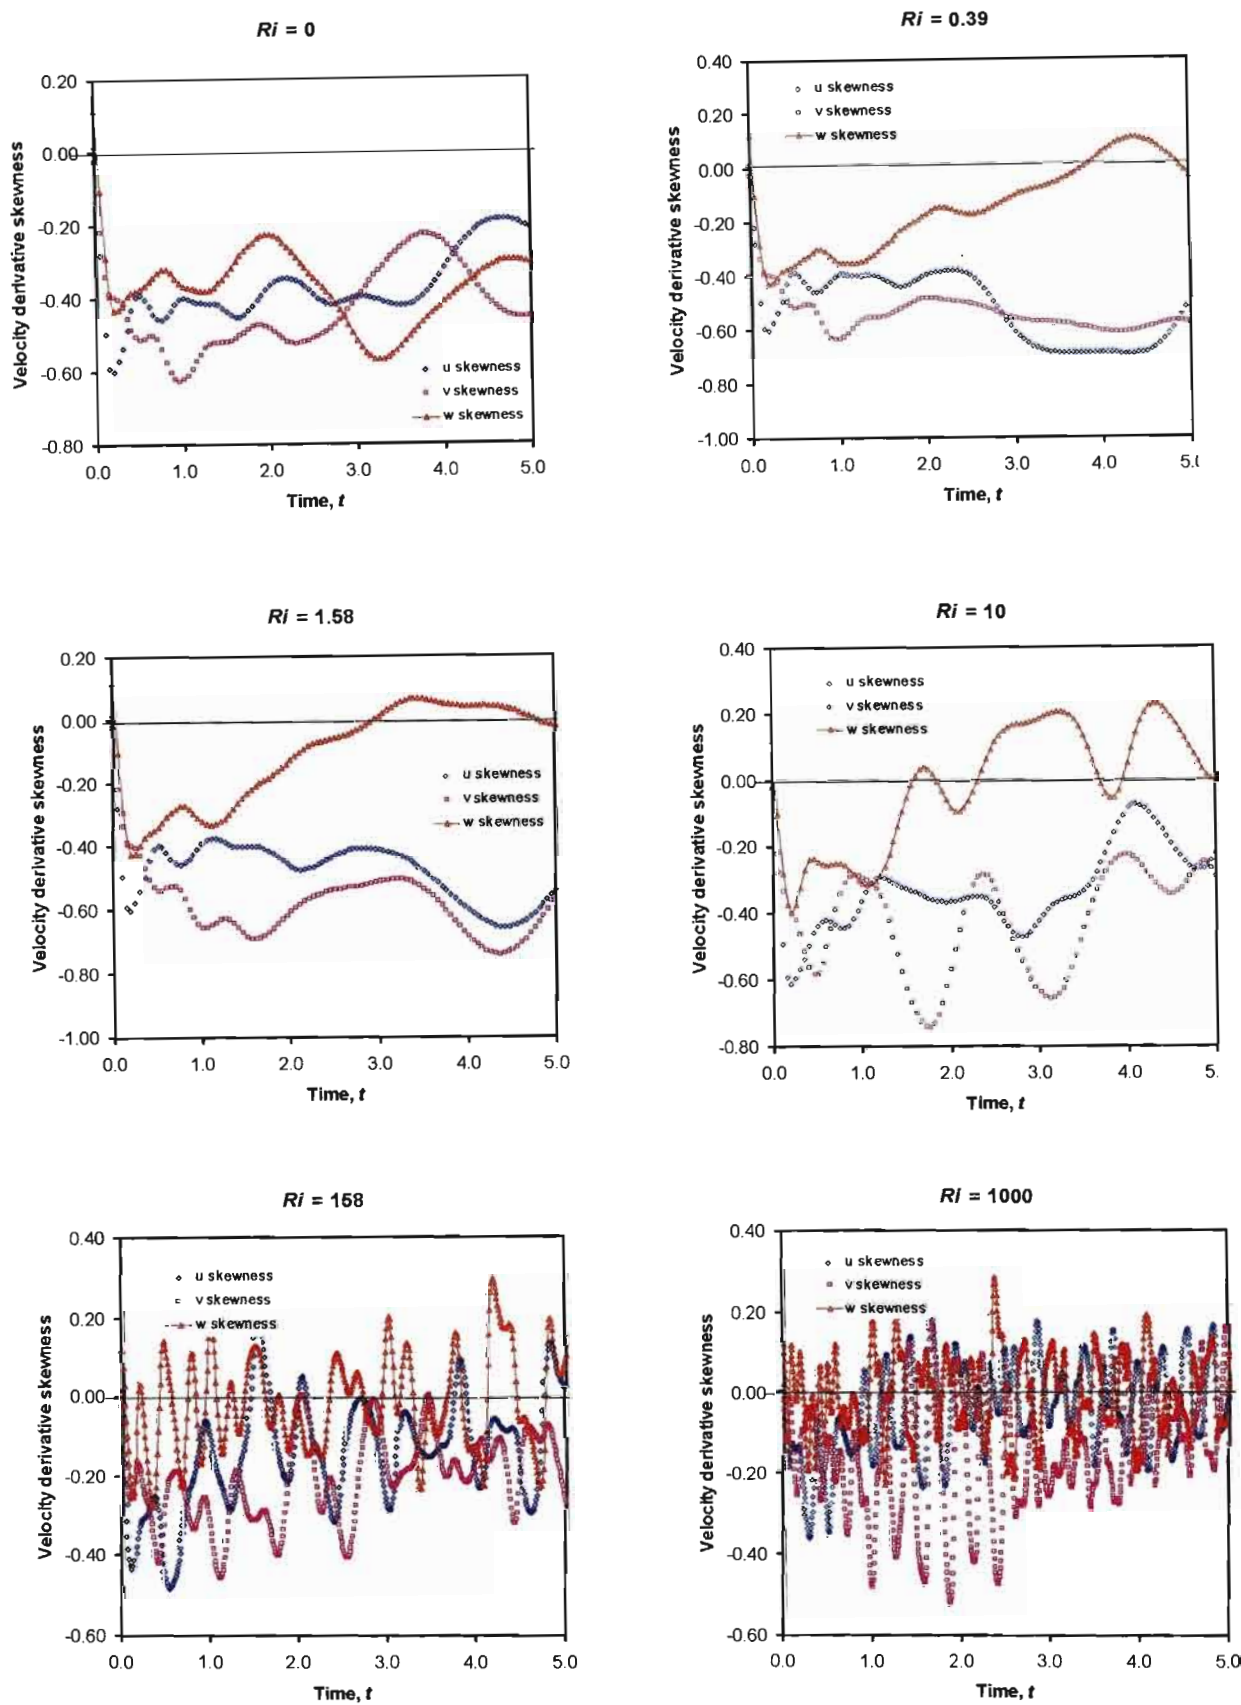 Ri = 0
0.20
0.00
-0.20
-0.40
-0.60
-0.80
Velocity derivative skewness
u skewness
v skewness
w skewness
0.0 1.0 2.0 3.0 4.0 5.0
Time, t
Ri = 0.39
0.40
0.20
0.00
-0.20
-0.40
-0.60
-0.80
-1.00
Velocity derivative skewness
u skewness
v skewness
w skewness
0.0 1.0 2.0 3.0 4.0 5.(
Time, t
Ri = 1.58
0.20
0.00
-0.20
-0.40
-0.60
-0.80
-1.00
Velocity derivative skewness
u skewness
v skewness
w skewness
0.0 1.0 2.0 3.0 4.0 5.0
Time, t
Ri = 10
0.40
0.20
0.00
-0.20
-0.40
-0.60
-0.80
Velocity derivative skewness
u skewness
v skewness
w skewness
0.0 1.0 2.0 3.0 4.0 5.
Time, t
Ri = 158
0.40
0.20
0.00
-0.20
-0.40
-0.60
Velocity derivative skewness
u skewness
v skewness
w skewness
0.0 1.0 2.0 3.0 4.0 5.0
Time, t
Ri = 1000
0.40
0.20
0.00
-0.20
-0.40
-0.60
Velocity derivative skewness
u skewness
v skewness
w skewness
0.0 1.0 2.0 3.0 4.0 5.0
Time, t